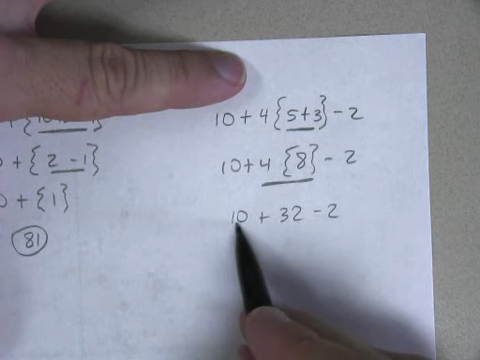 + { 2 - 1 }
+ { 1 }
81
10 + 4 { 5 + 3 } - 2
10 + 4 { 8 } - 2
10 + 32 - 2